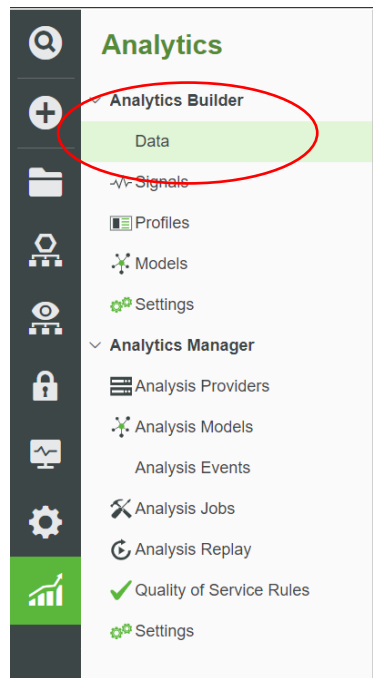 Analytics
Analytics Builder
Data
Signals
Profiles
Models
Settings
Analytics Manager
Analysis Providers
Analysis Models
Analysis Events
Analysis Jobs
Analysis Replay
Quality of Service Rules
Settings